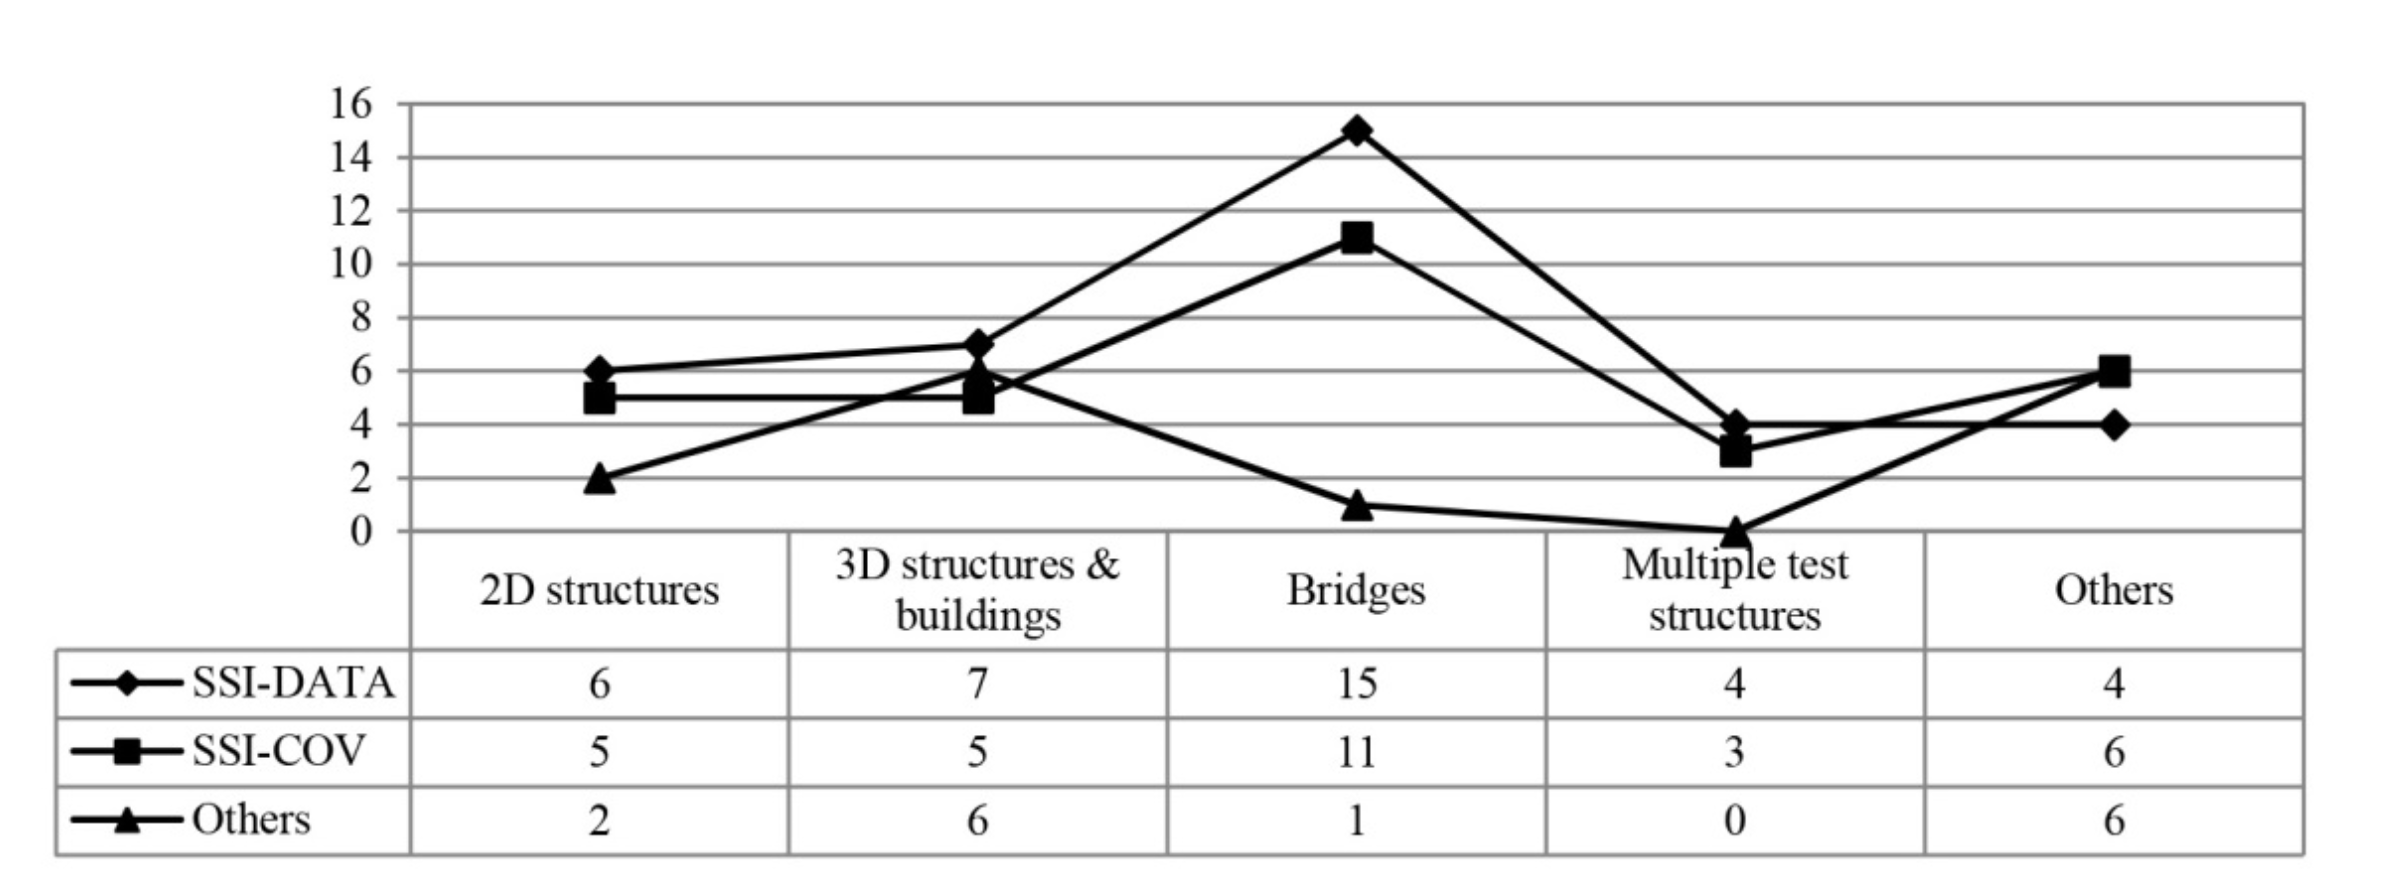 16
14
12
10
8
6
4
2
0
2D structures
3D structures &
buildings
Bridges
Multiple test
structures
Others
SSI-DATA 6 7 15 4 4
SSI-COV 5 5 11 3 6
Others 2 6 1 0 6